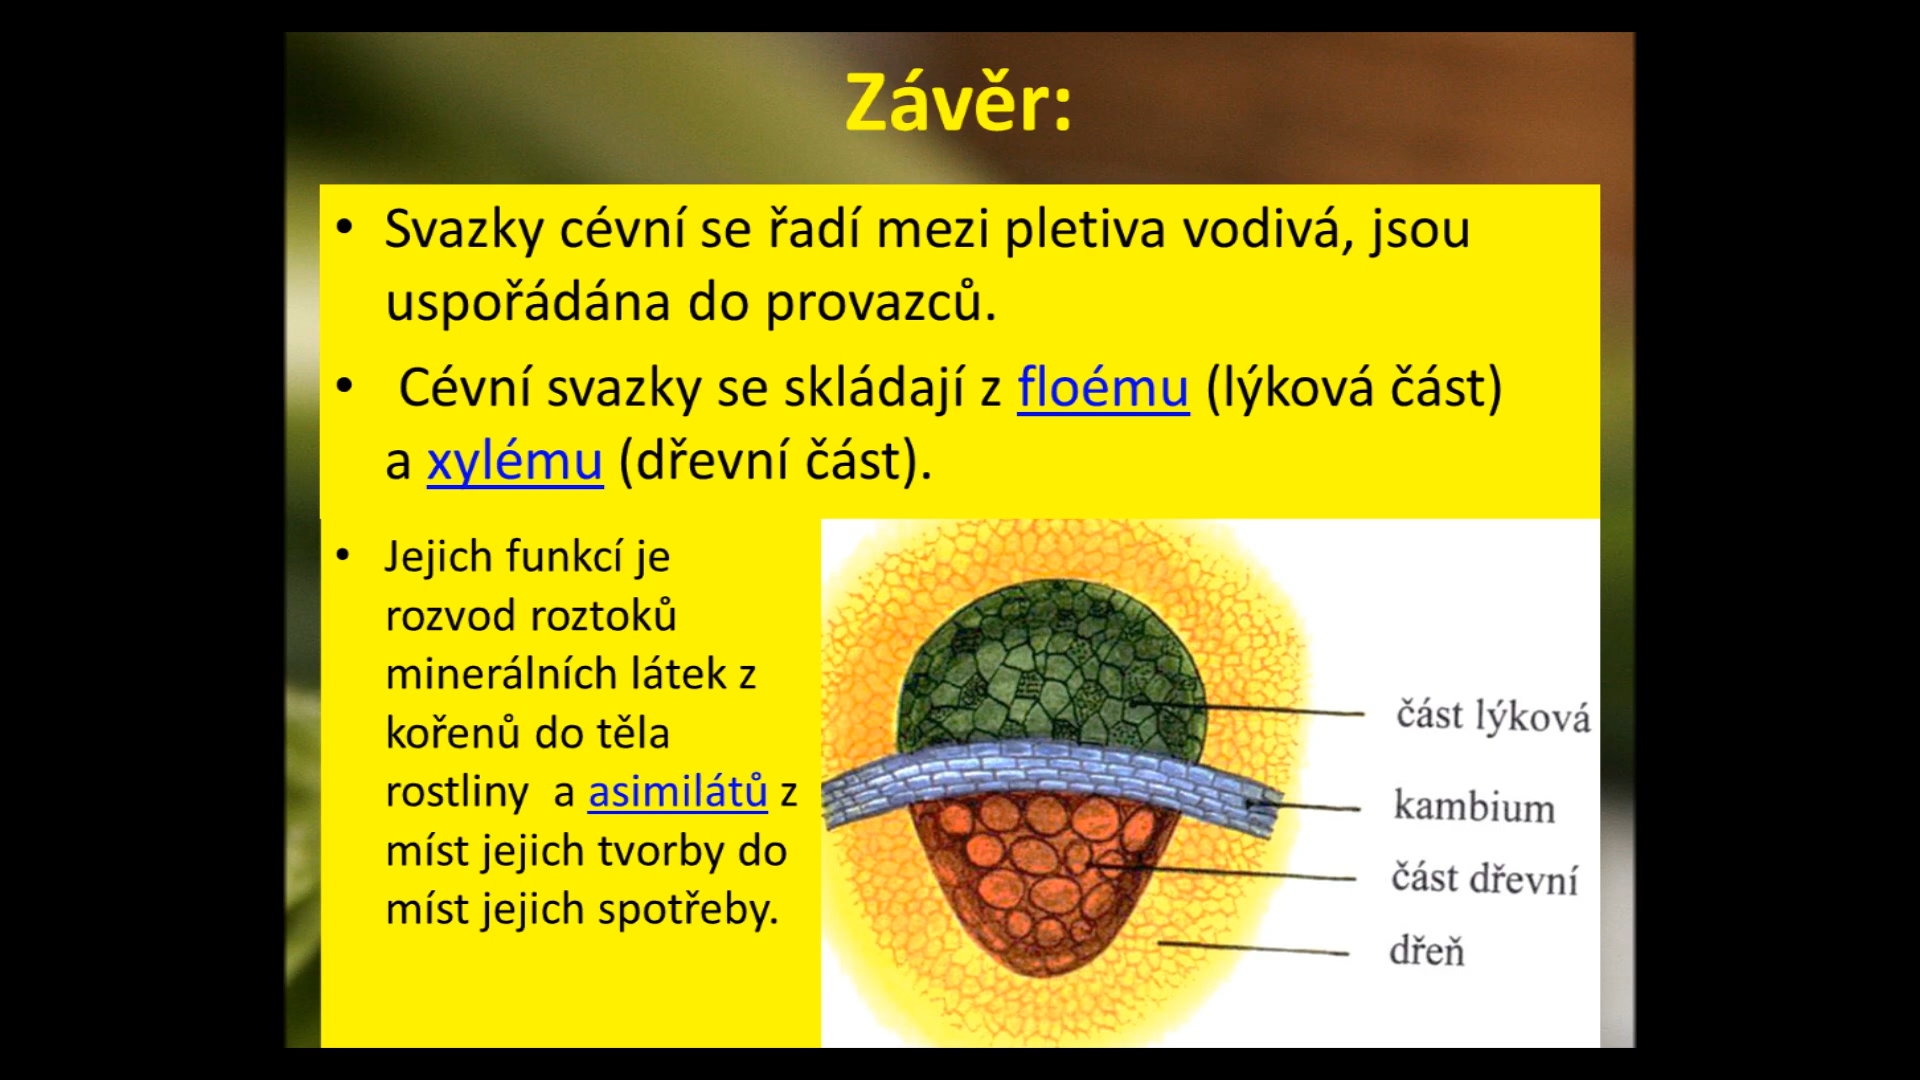 Závěr:
• Svazky cévní se řadí mezi pletiva vodivá, jsou
uspořádána do provazců.
• Cévní svazky se skládají z floému (lýková část)
a xylému (dřevní část).
• Jejich funkcí je
rozvod roztoků
minerálních látek z
kořenů do těla
rostliny a asimilátů z
míst jejich tvorby do
míst jejich spotřeby.
část lýková
kambium
část dřevní
dřeň